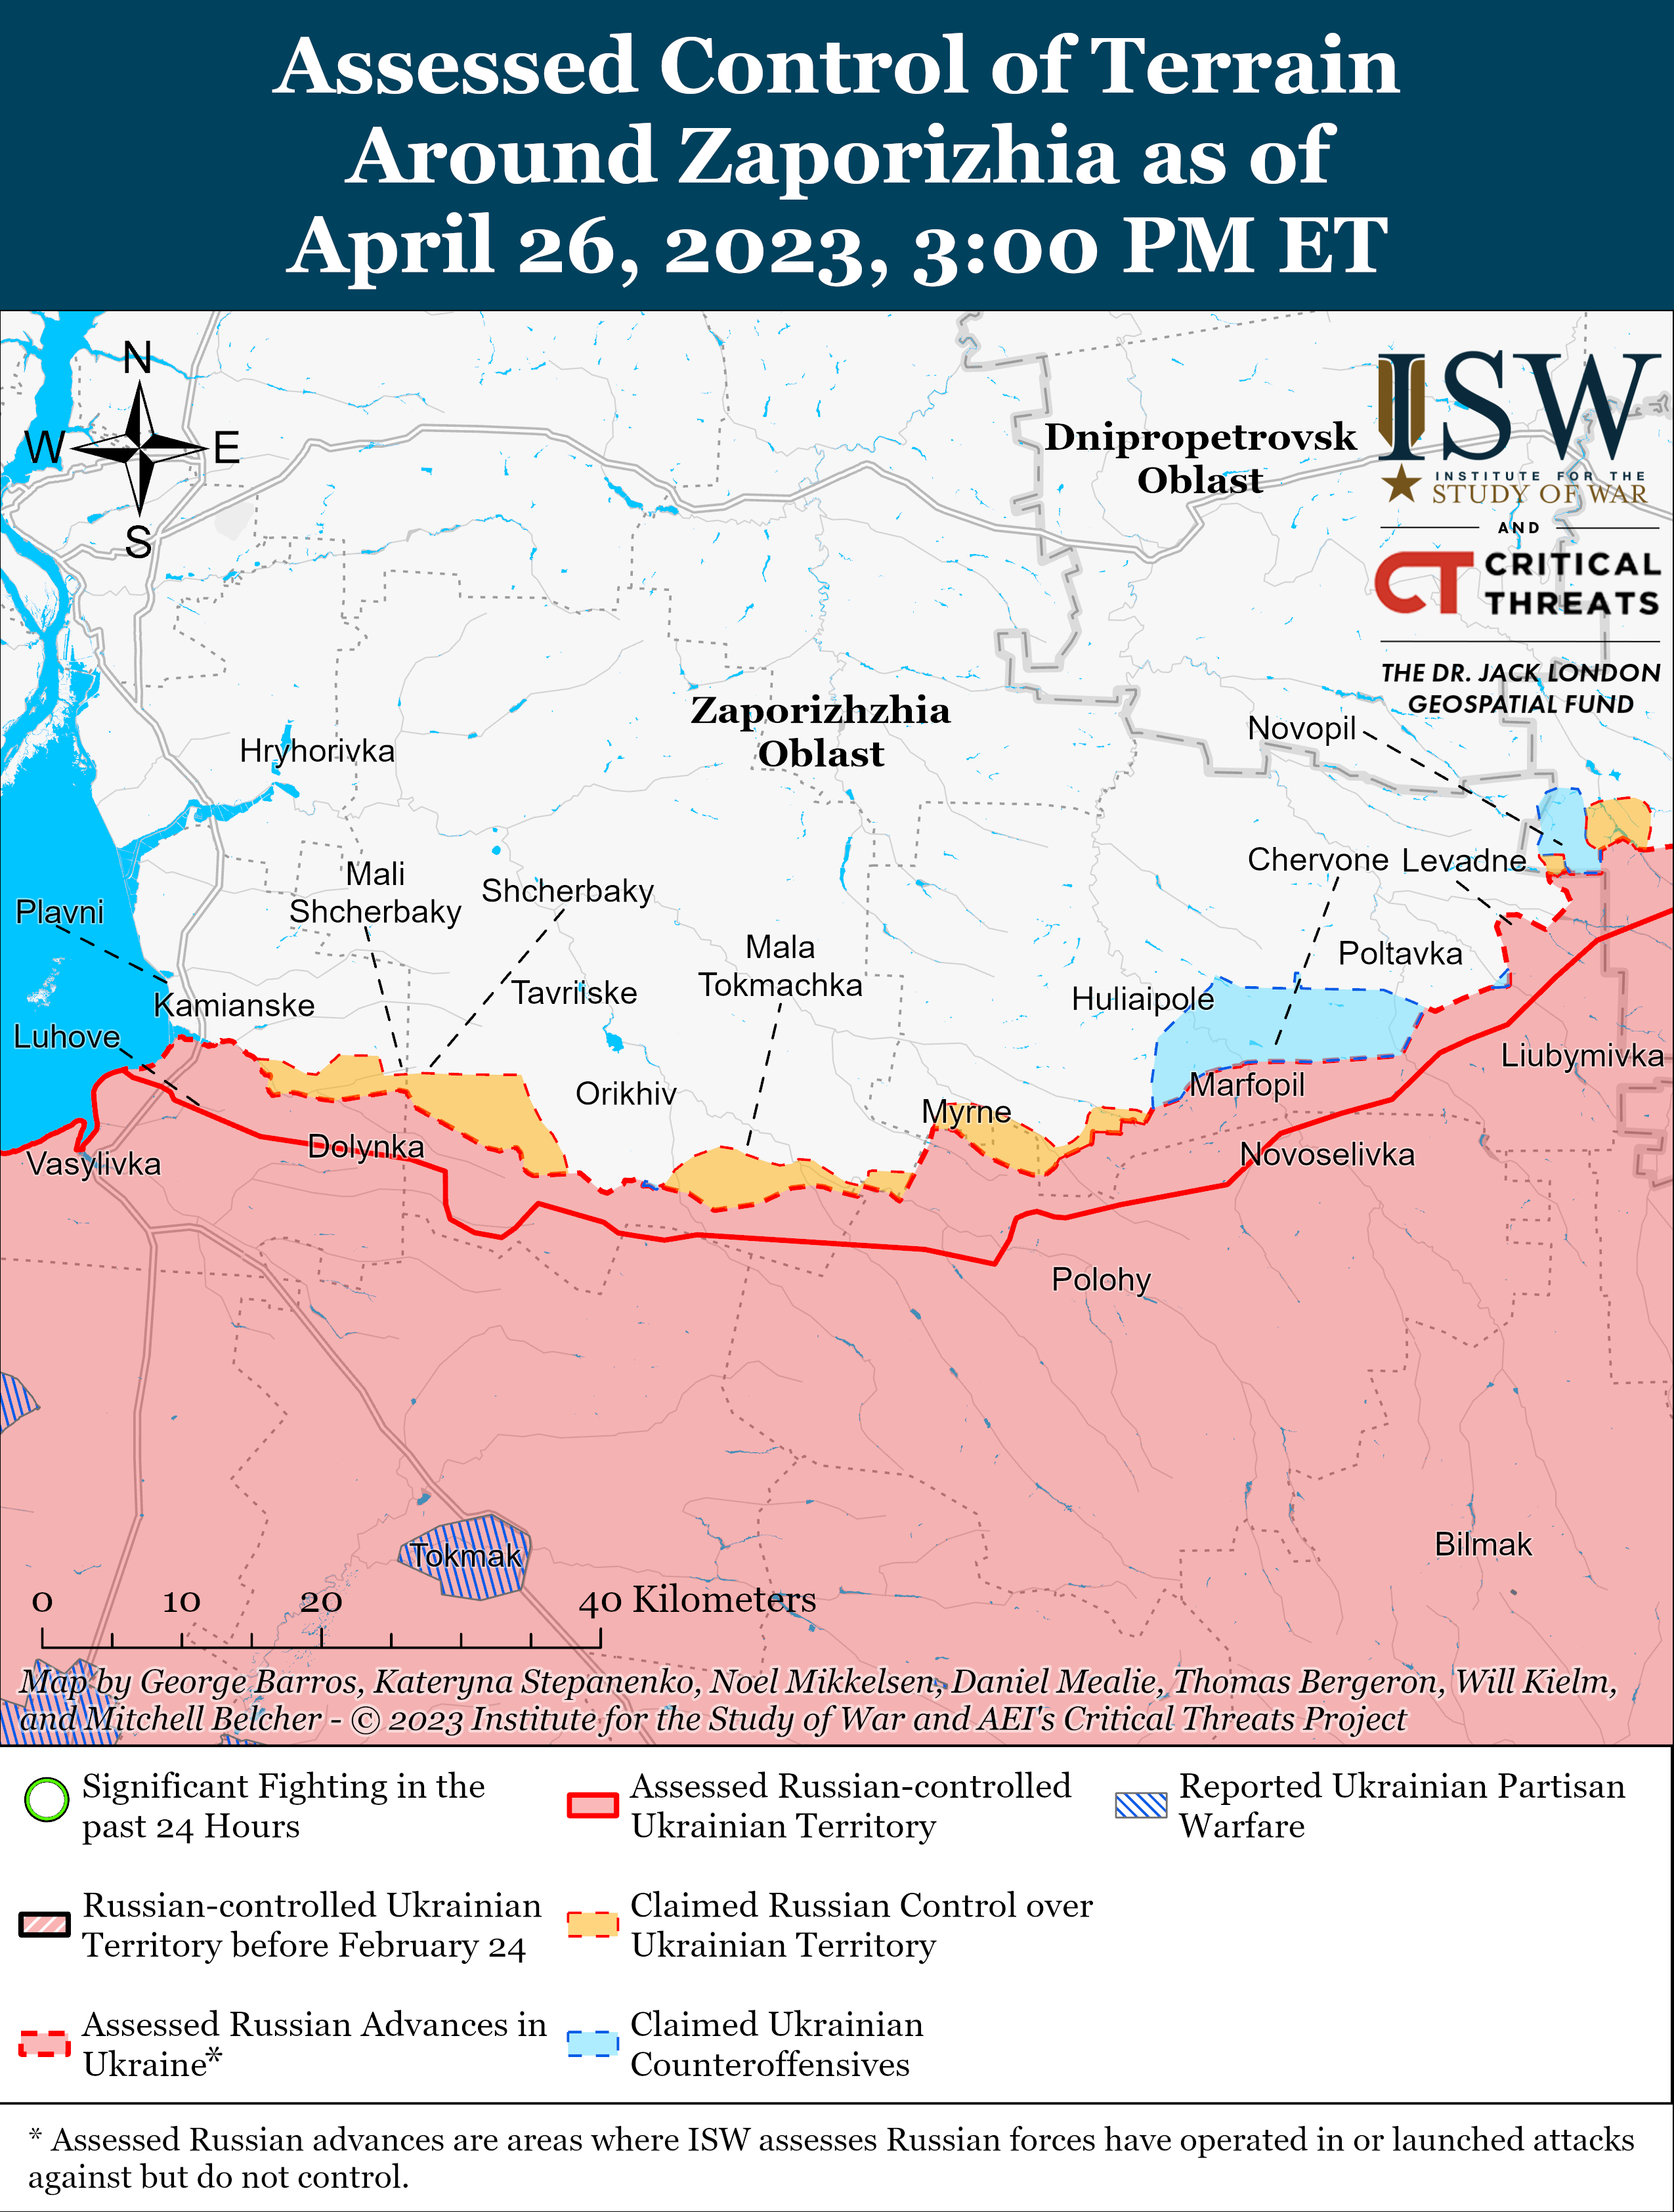 Assessed Control of Terrain
Around Zaporizhia as of
April 26, 2023, 3:00 PM ET
N
W
E
S
ISW
INSTITUTE FOR THE
STUDY OF WAR
AND
CT CRITICAL
THREATS
THE DR. JACK LONDON
GEOSPATIAL FUND
Dnipropetrovsk
Oblast
Zaporizhzhia
Oblast
Novopil
Hryhorivka
Chervone
Levadne
Mali
Shcherbaky
Shcherbaky
Plavni
Mala
Tokmachka
Poltavka
Kamianske
Tavriiske
Huliaipole
Luhove
Liubymivka
Orikhiv
Marfopil
Myrne
Dolynka
Vasylivka
Novoselivka
Polohy
Tokmak
Bilmak
0 10 20 40 Kilometers
Map by George Barros, Kateryna Stepanenko, Noel Mikkelsen, Daniel Mealie, Thomas Bergeron, Will Kielm,
and Mitchell Belcher - © 2023 Institute for the Study of War and AEI's Critical Threats Project
Significant Fighting in the
past 24 Hours
Russian-controlled Ukrainian
Territory before February 24
Assessed Russian Advances in
Ukraine*
Assessed Russian-controlled
Ukrainian Territory
Claimed Russian Control over
Ukrainian Territory
Claimed Ukrainian
Counteroffensives
Reported Ukrainian Partisan
Warfare
* Assessed Russian advances are areas where ISW assesses Russian forces have operated in or launched attacks
against but do not control.